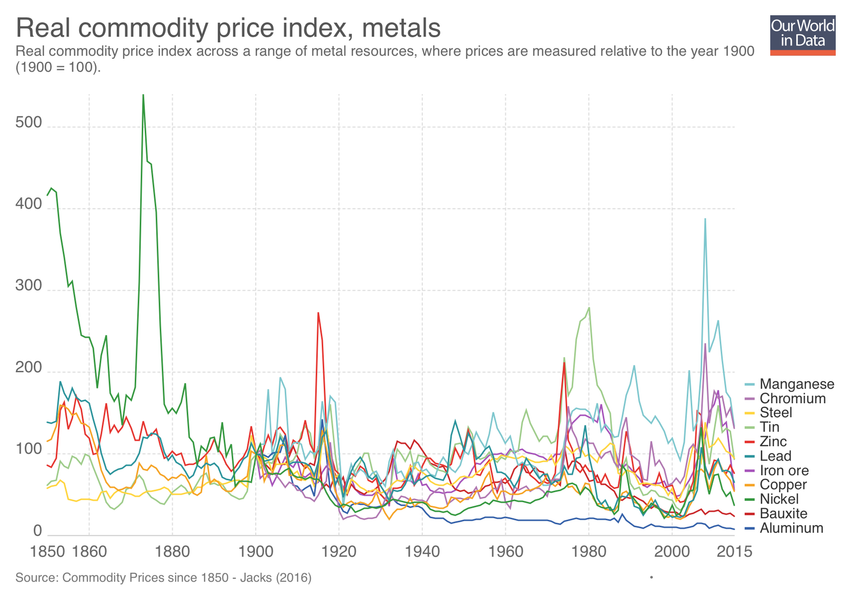 Real commodity price index, metals
Our World
in Data
Real commodity price index across a range of metal resources, where prices are measured relative to the year 1900
(1900 = 100).
500
400
300
200
100
0
1850 1860 1880 1900 1920 1940 1960 1980 2000 2015
Manganese
Chromium
Steel
Tin
Zinc
Lead
Iron ore
Copper
Nickel
Bauxite
Aluminum
Source: Commodity Prices since 1850 - Jacks (2016)